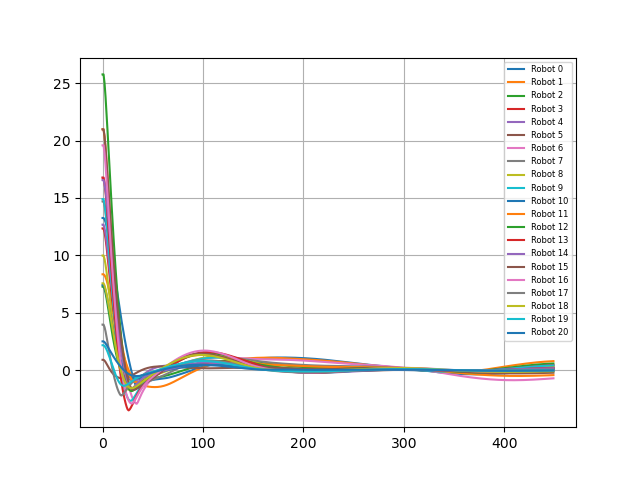 25
20
15
10
5
0
0
100
200
300
400
Robot 0
Robot 1
Robot 2
Robot 3
Robot 4
Robot 5
Robot 6
Robot 7
Robot 8
Robot 9
Robot 10
Robot 11
Robot 12
Robot 13
Robot 14
Robot 15
Robot 16
Robot 17
Robot 18
Robot 19
Robot 20